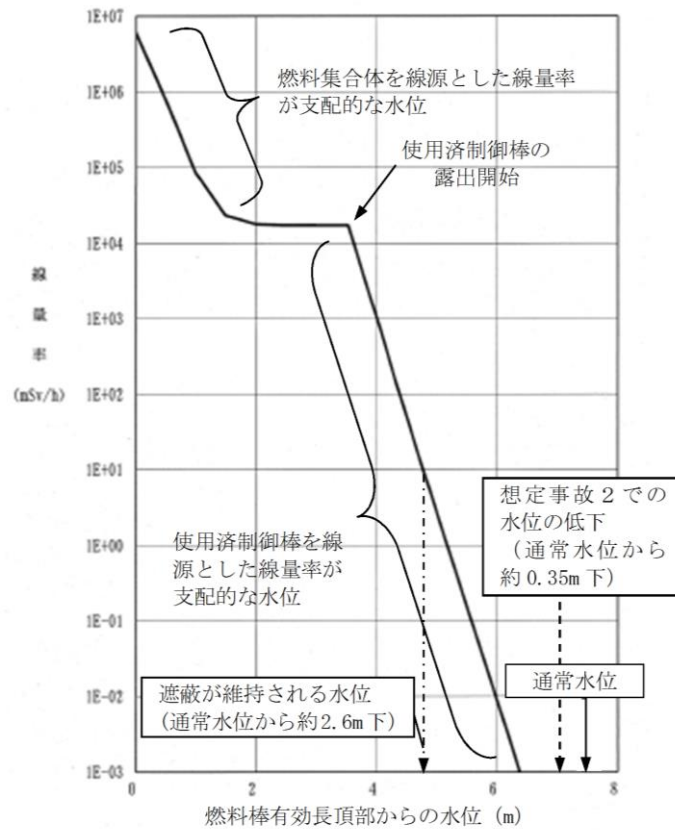 1E+07
1E+06
1E+05
1E+04
1E+03
1E+02
1E+01
1E+00
1E-01
1E-02
1E-03
線
量
率
(mSv/h)
燃料集合体を線源とした線量率
が支配的な水位
使用済制御棒の
露出開始
想定事故２での
水位の低下
（通常水位から
約0.35m下）
使用済制御棒を線
源とした線量率が
支配的な水位
通常水位
遮蔽が維持される水位
（通常水位から約2.6m下）
0
2
4
6
8
燃料棒有効長頂部からの水位（m）